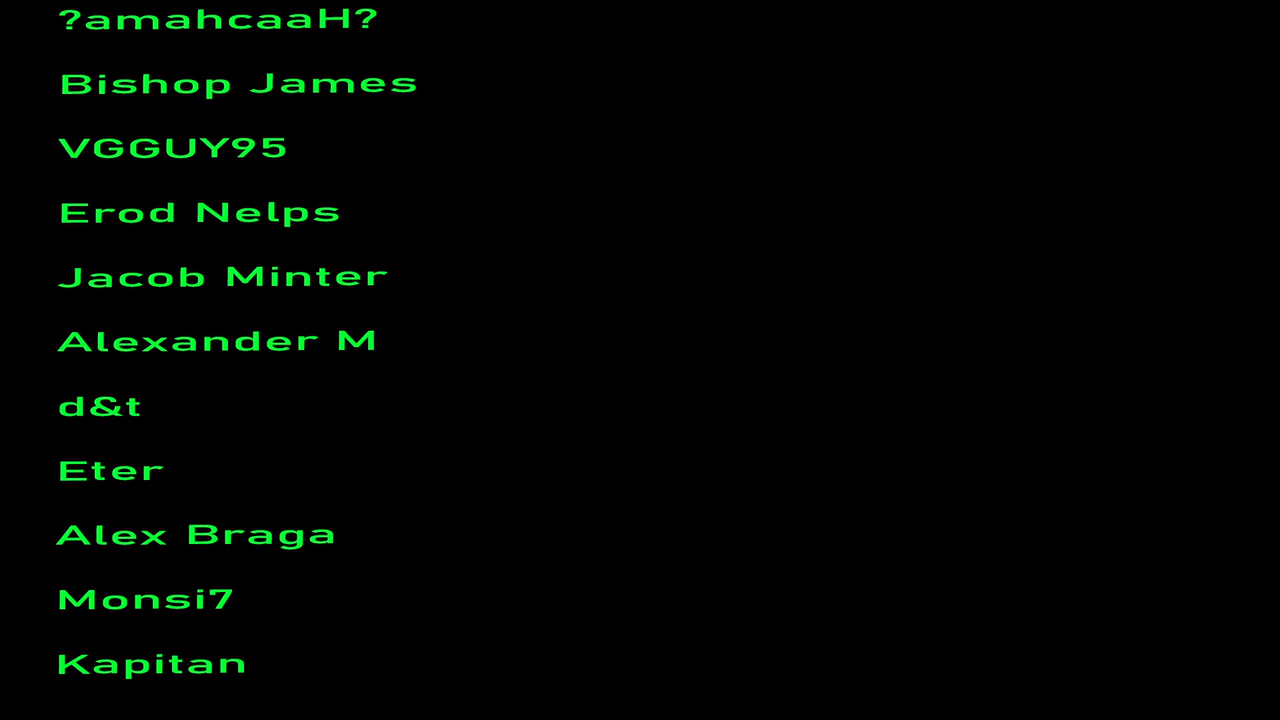 ?amahcaaH?
Bishop James
VGGUY95
Erod Nelps
Jacob Minter
Alexander M
d&t
Eter
Alex Braga
Monsi7
Kapitan